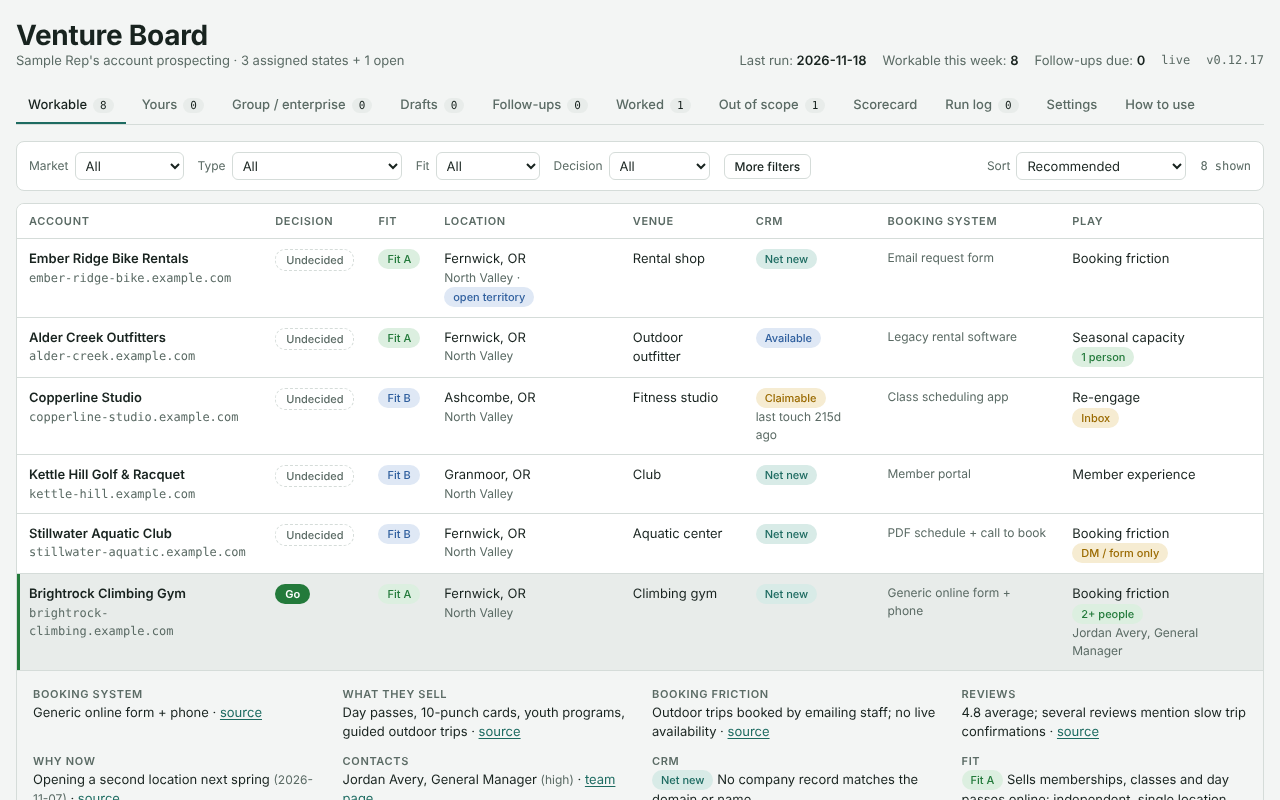 Venture Board
Sample Rep's account prospecting · 3 assigned states + 1 open
Last run: 2026-11-18 Workable this week: 8 Follow-ups due: 0 live v0.12.17
Workable 8 Yours 0 Group / enterprise 0 Drafts 0 Follow-ups 0 Worked 1 Out of scope 1 Scorecard Run log 0 Settings How to use
Market All Type All Fit All Decision All More filters Sort Recommended 8 shown
ACCOUNT DECISION FIT LOCATION VENUE CRM BOOKING SYSTEM PLAY
Ember Ridge Bike Rentals Undecided Fit A Fernwick, OR Rental shop Net new Email request form Booking friction
ember-ridge-bike.example.com North Valley ·
open territory
Alder Creek Outfitters Undecided Fit A Fernwick, OR Outdoor Available Legacy rental software Seasonal capacity
alder-creek.example.com North Valley outfitter 1 person
Copperline Studio Undecided Fit B Ashcombe, OR Fitness studio Claimable Class scheduling app Re-engage
copperline-studio.example.com North Valley last touch 215d Inbox
ago
Kettle Hill Golf & Racquet Undecided Fit B Granmoor, OR Club Net new Member portal Member experience
kettle-hill.example.com North Valley
Stillwater Aquatic Club Undecided Fit B Fernwick, OR Aquatic center Net new PDF schedule + call to book Booking friction
stillwater-aquatic.example.com North Valley DM / form only
Brightrock Climbing Gym Go Fit A Fernwick, OR Climbing gym Net new Generic online form + Booking friction
brightrock- North Valley phone 2+ people
climbing.example.com Jordan Avery, General
Manager
BOOKING SYSTEM WHAT THEY SELL BOOKING FRICTION REVIEWS
Generic online form + phone · source Day passes, 10-punch cards, youth programs, Outdoor trips booked by emailing staff; no live 4.8 average; several reviews mention slow trip
guided outdoor trips · source availability · source confirmations · source
WHY NOW CONTACTS CRM FIT
Opening a second location next spring (2026- Jordan Avery, General Manager (high) · team Net new No company record matches the Fit A Sells memberships, classes and day
11-07) · source page domain or name passes online; independent, single location